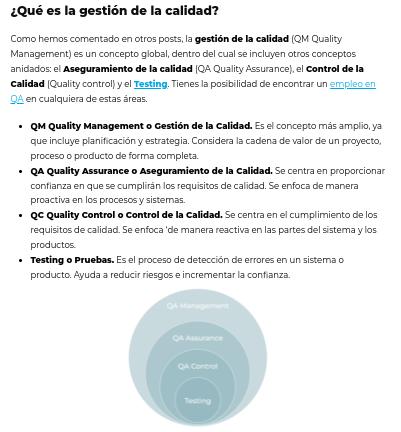 ¿Qué es la gestión de la calidad?
Como hemos comentado en otros posts, la gestión de la calidad (QM Quality
Management) es un concepto global, dentro del cual se incluyen otros conceptos
anidados: el Aseguramiento de la calidad (QA Quality Assurance), el Control de la
Calidad (Quality control) y el Testing. Tienes la posibilidad de encontrar un empleo en
QA en cualquiera de estas áreas.
• QM Quality Management o Gestión de la Calidad. Es el concepto más amplio, ya
que incluye planificación y estrategia. Considera la cadena de valor de un proyecto,
proceso o producto de forma completa.
• QA Quality Assurance o Aseguramiento de la Calidad. Se centra en proporcionar
confianza en que se cumplirán los requisitos de calidad. Se enfoca de manera
proactiva en los procesos y sistemas.
• QC Quality Control o Control de la Calidad. Se centra en el cumplimiento de los
requisitos de calidad. Se enfoca 'de manera reactiva en las partes del sistema y los
productos.
• Testing o Pruebas. Es el proceso de detección de errores en un sistema o
producto. Ayuda a reducir riesgos e incrementar la confianza.
QA Management
QA Assurance
QA Control
Testing